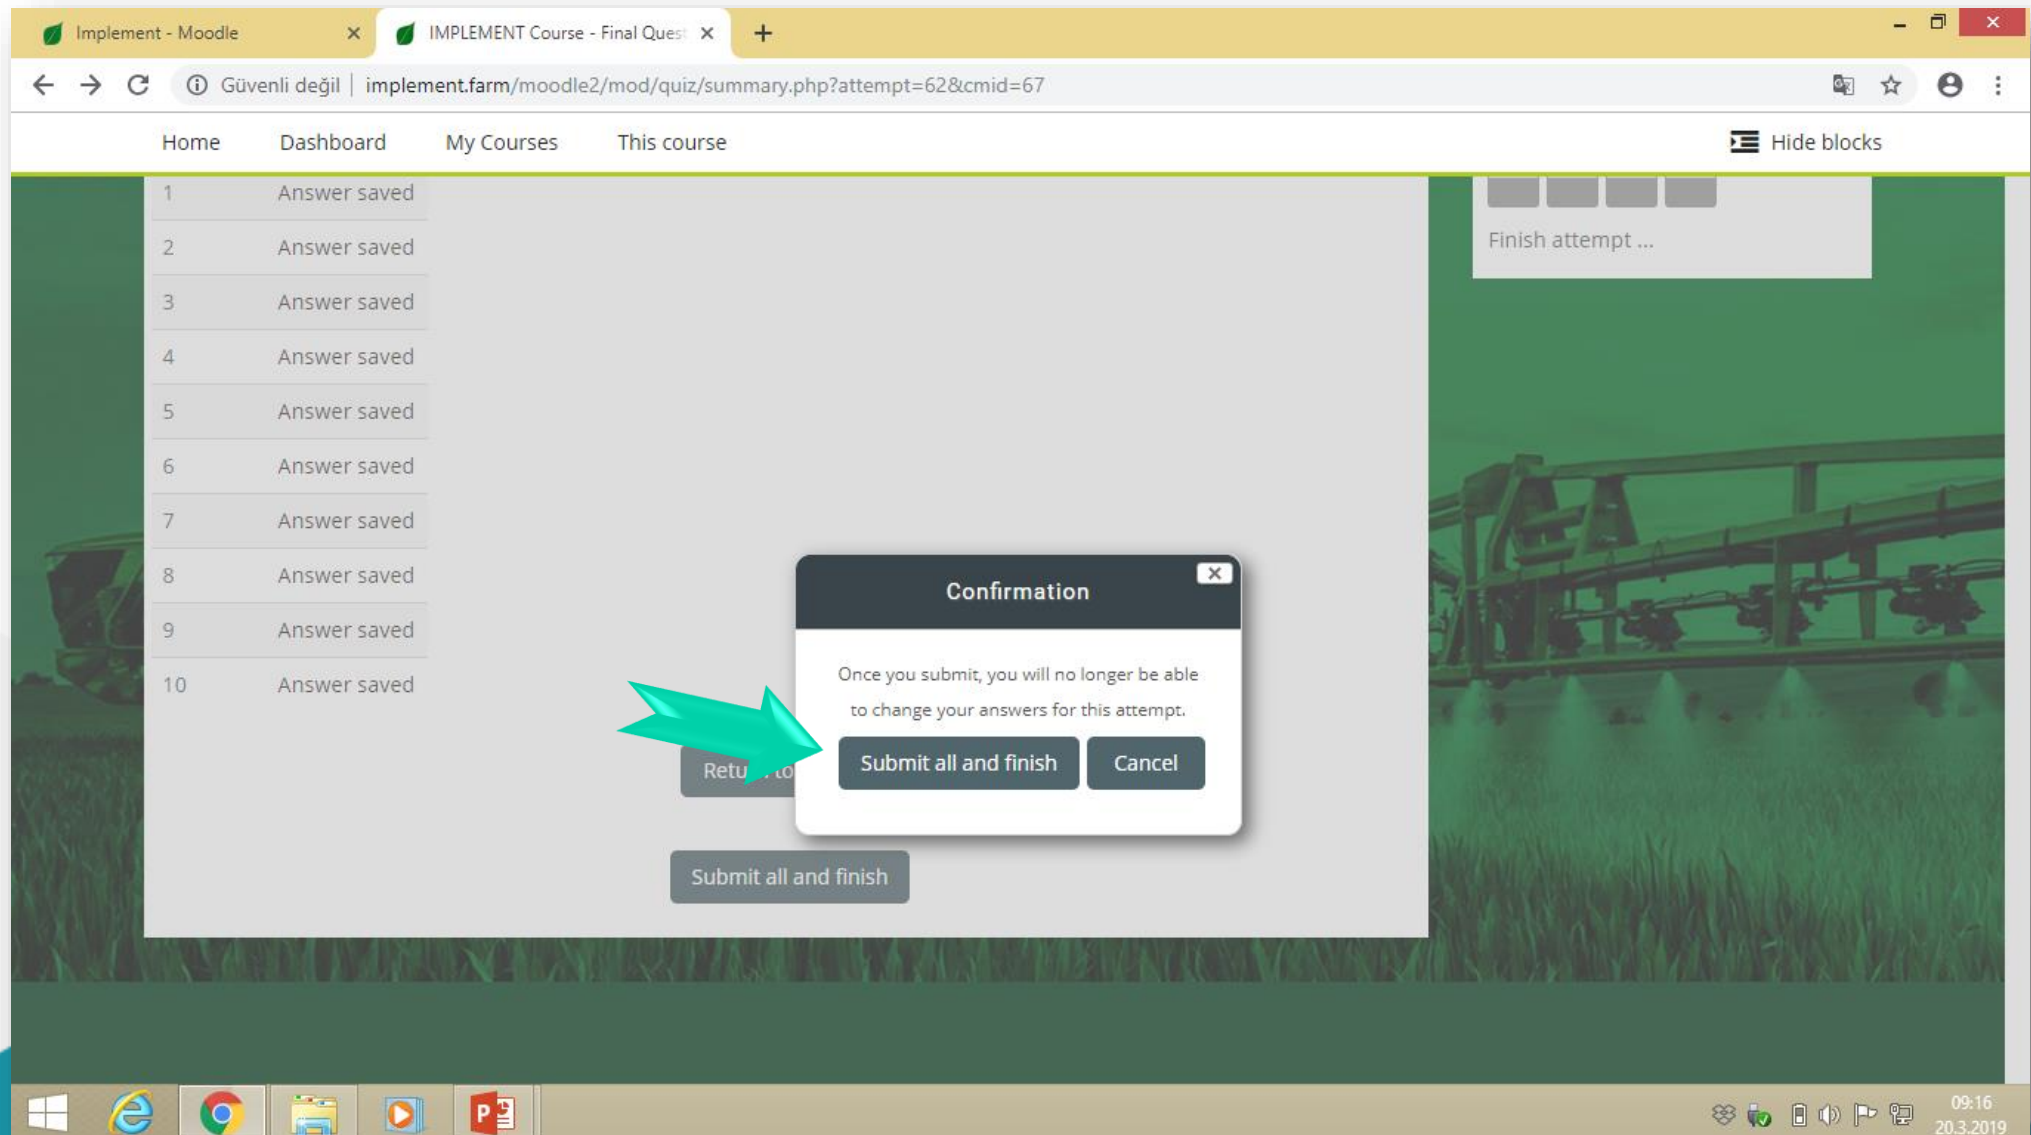 Implement - Moodle
IMPLEMENT Course - Final Quest
Güvenli değil | implement.farm/moodle2/mod/quiz/summary.php?attempt=62&cmid=67
Home Dashboard My Courses This course Hide blocks
1 Answer saved
2 Answer saved
3 Answer saved
4 Answer saved
5 Answer saved
6 Answer saved
7 Answer saved
8 Answer saved
9 Answer saved
10 Answer saved
Finish attempt ...
Confirmation
Once you submit, you will no longer be able
to change your answers for this attempt.
Submit all and finish Cancel
to
Submit all and finish
09:16
20.3.2019